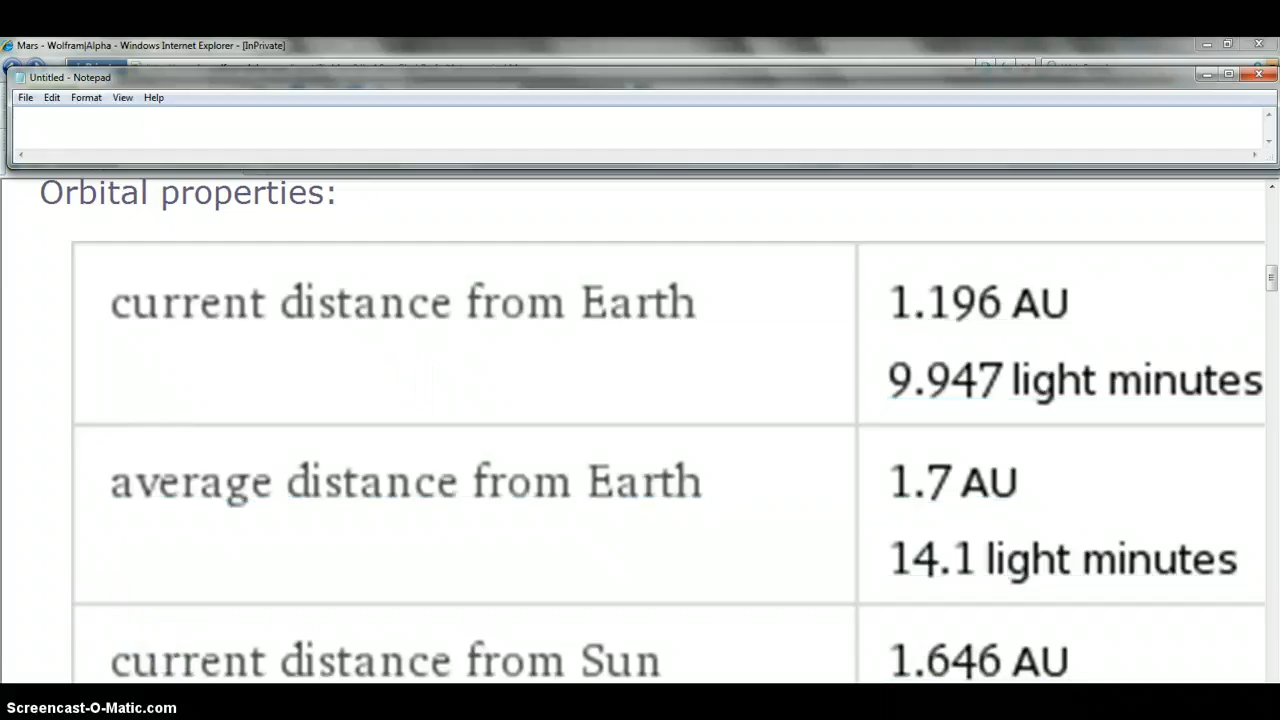 Mars - Wolfram|Alpha - Windows Internet Explorer - [InPrivate]
Untitled - Notepad
File Edit Format View Help
Orbital properties:
current distance from Earth 1.196 AU
9.947 light minutes
average distance from Earth 1.7 AU
14.1 light minutes
current distance from Sun 1.646 AU
Screencast-O-Matic.com